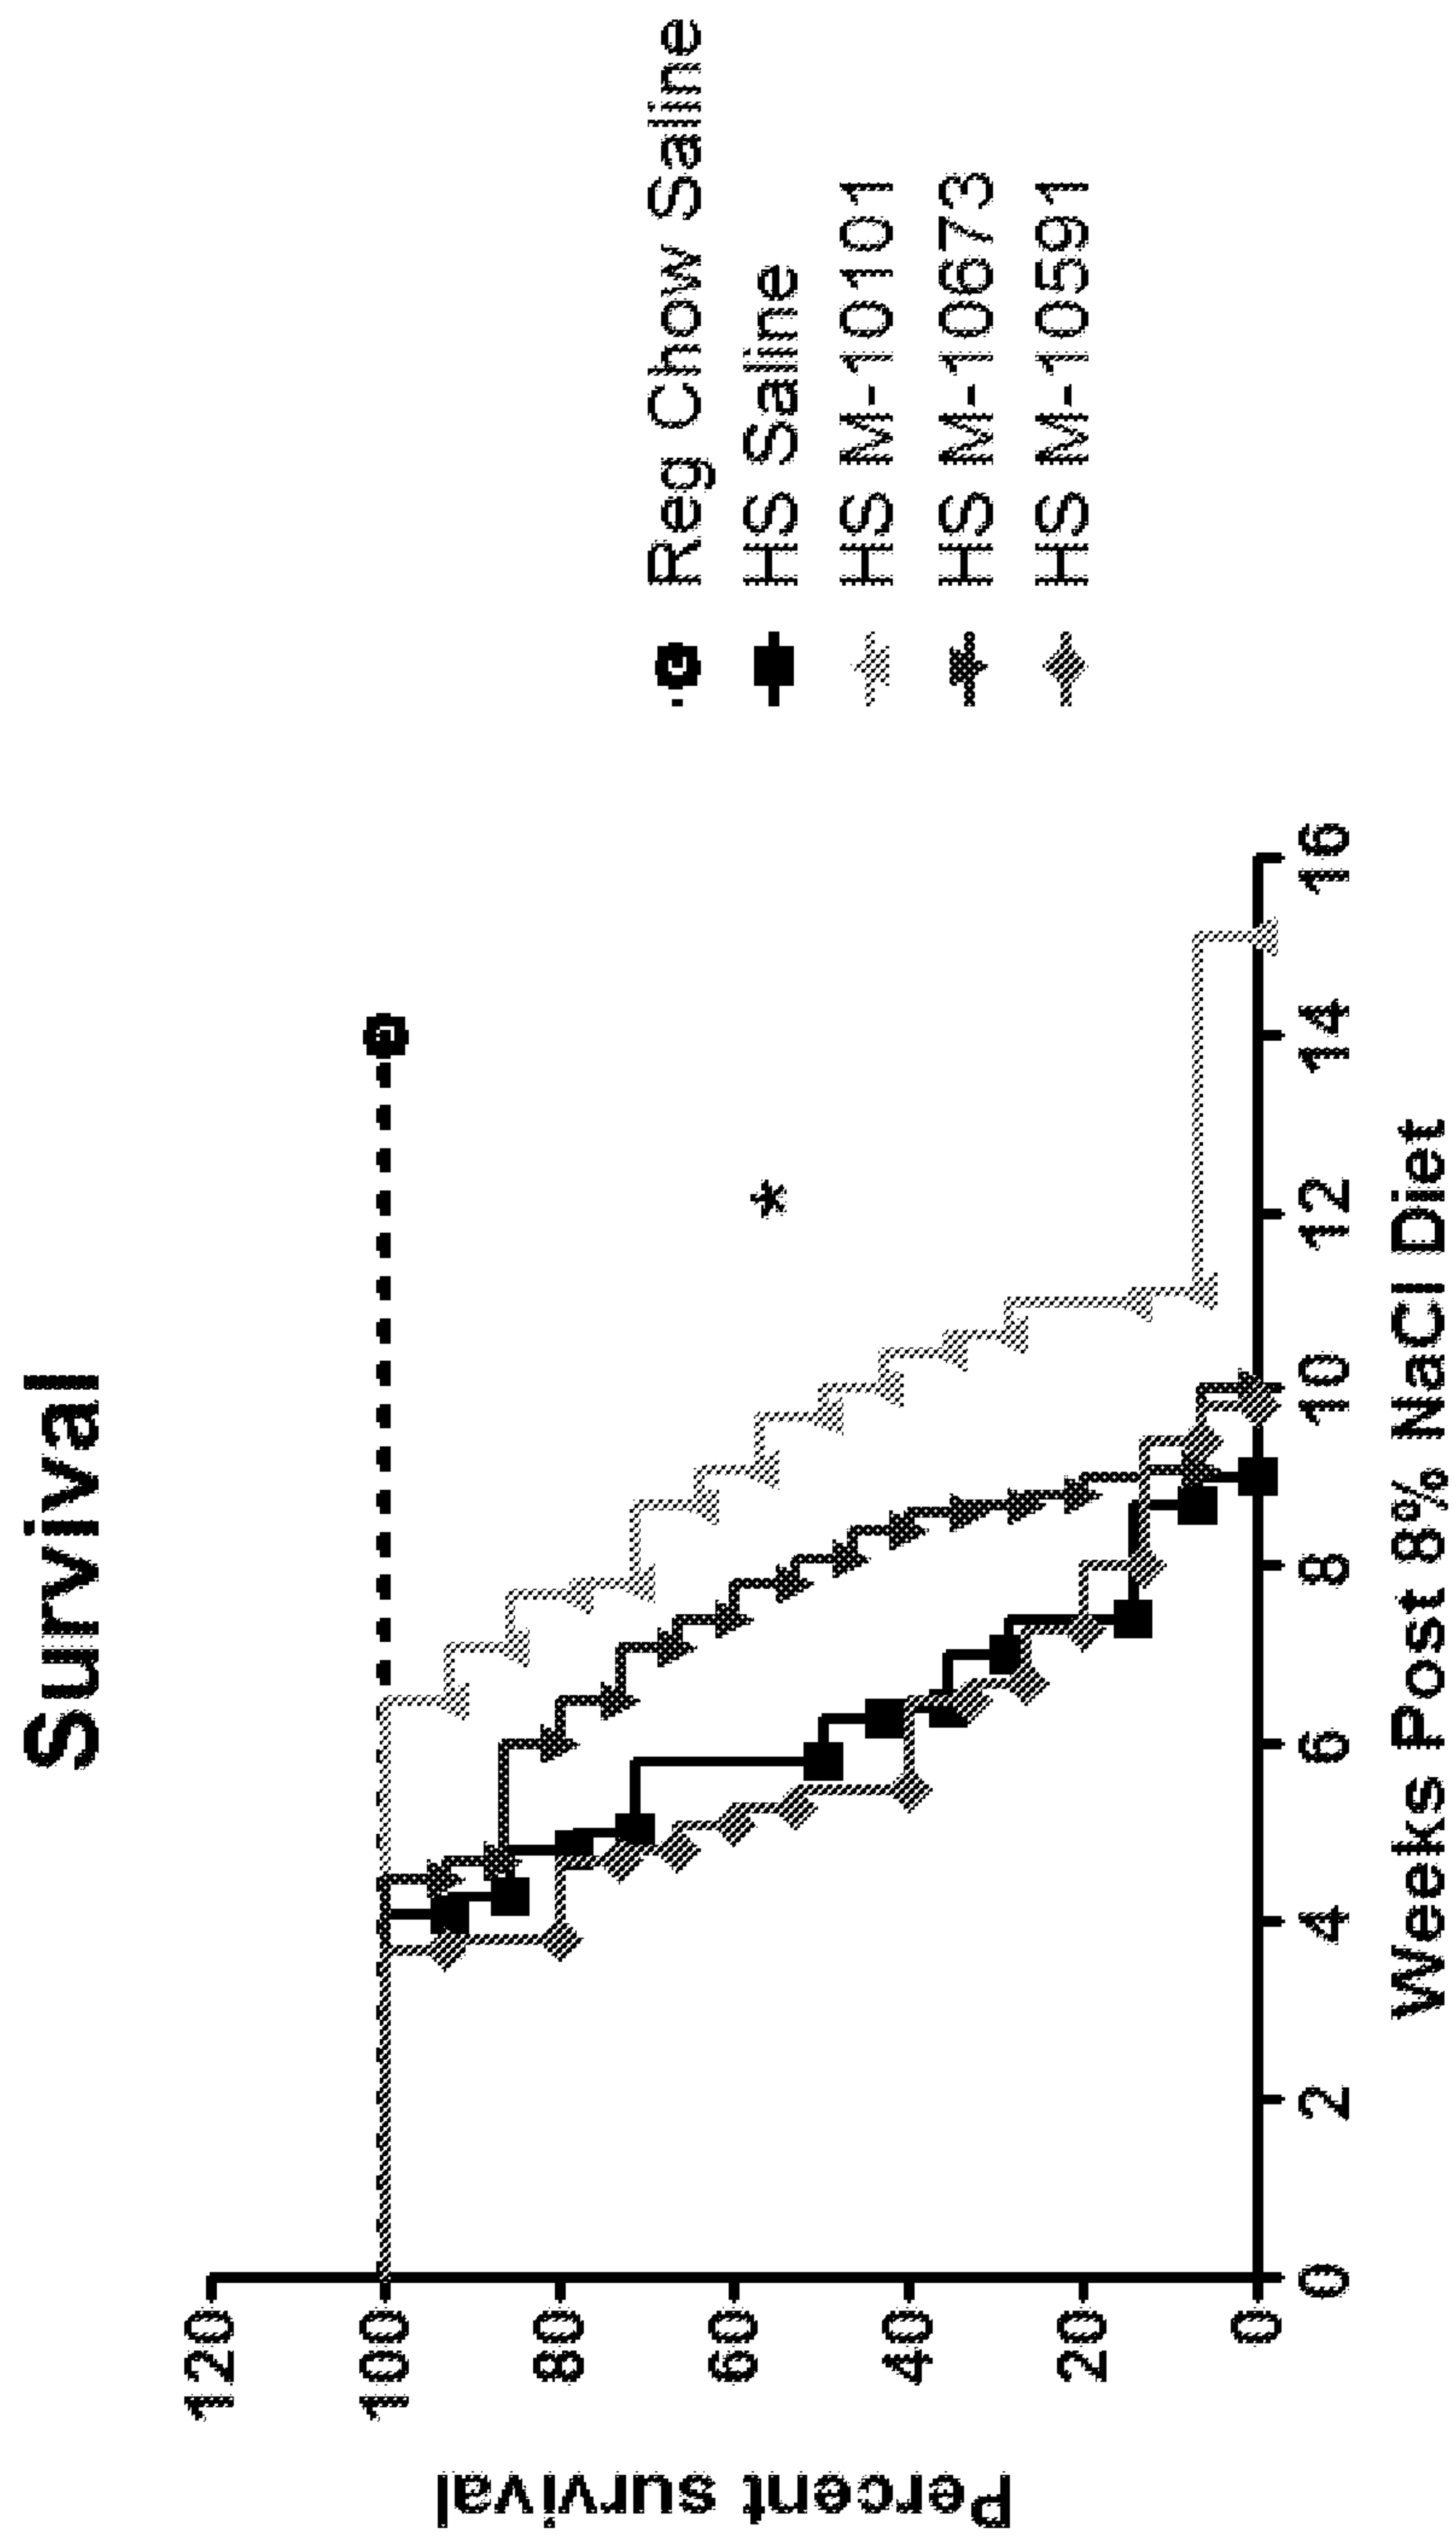 Survival
Percent survival
120
100
80
60
40
20
0
0 2 4 6 8 10 12 14 16
Weeks Post 8% NaCl Diet
*
Reg Chow Saline
HS Saline
HS M-10101
HS M-10673
HS M-10591